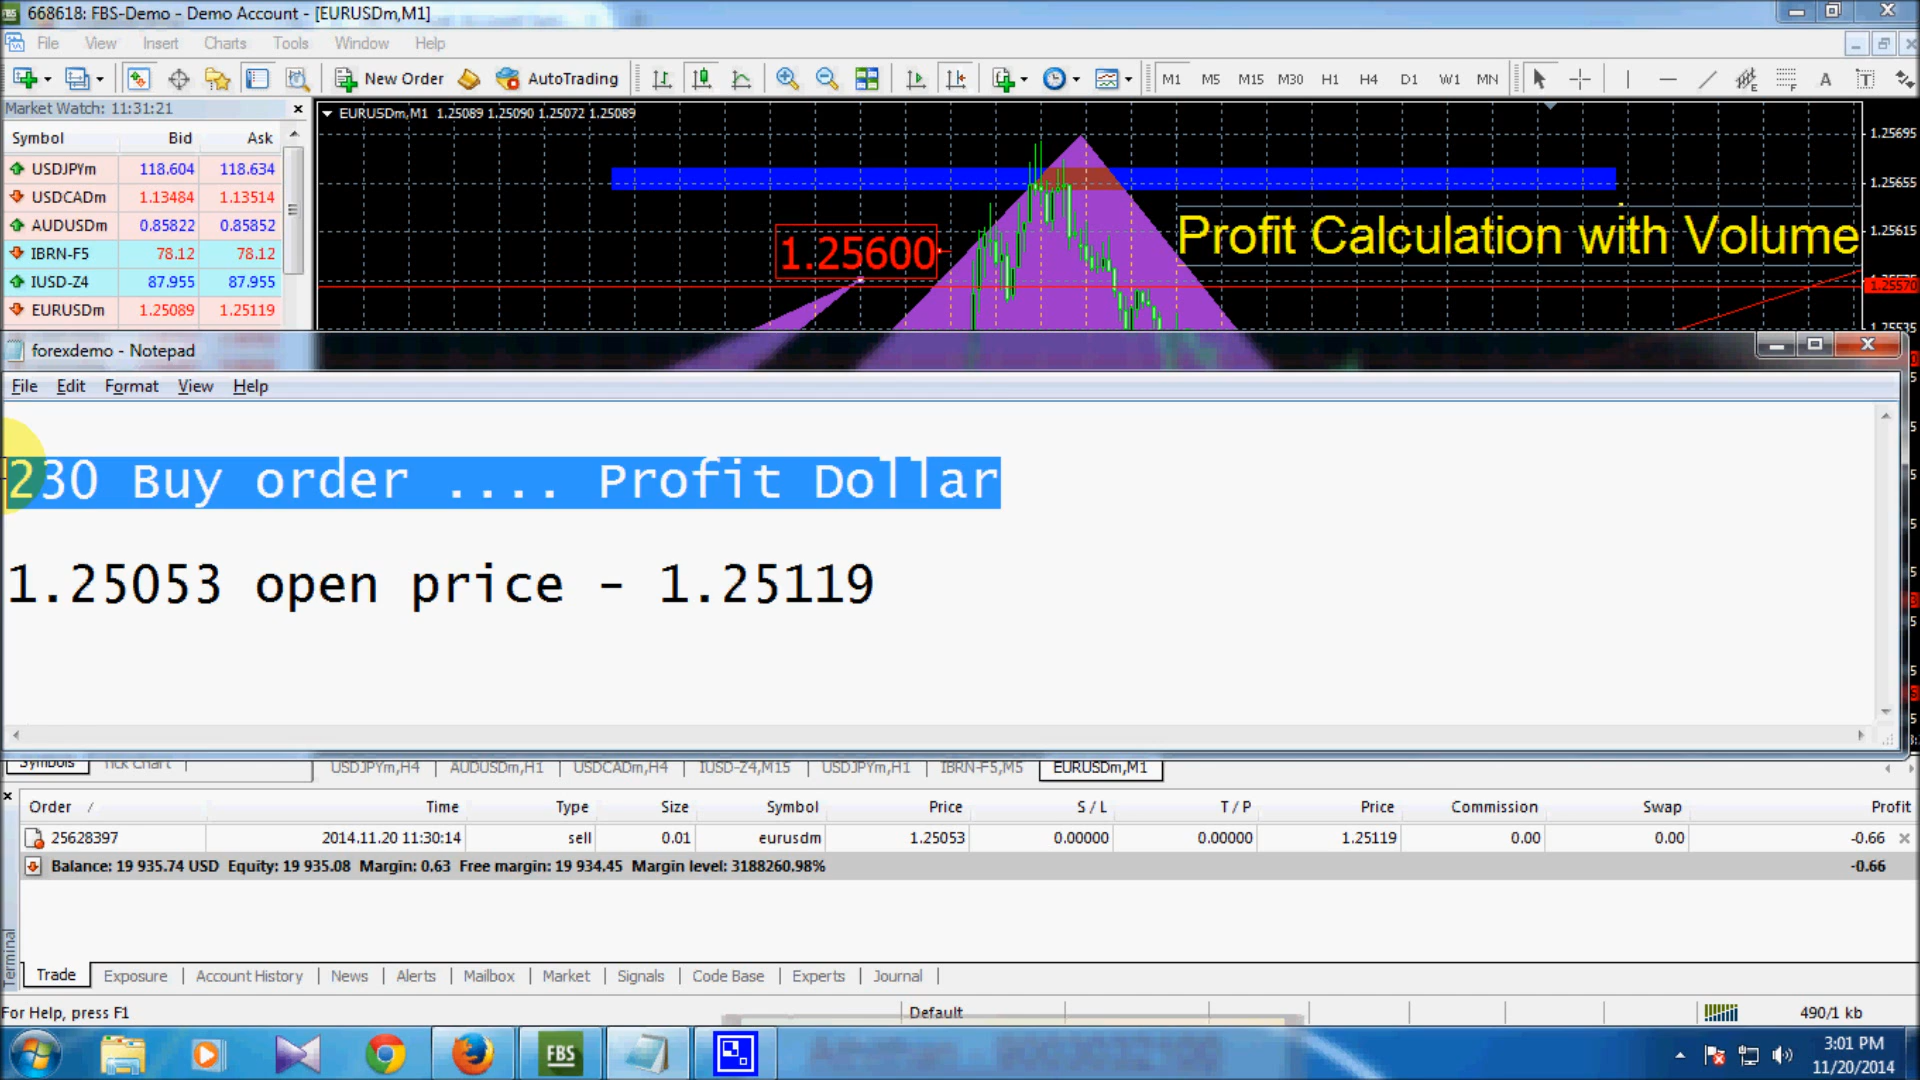 668618: FBS-Demo - Demo Account - [EURUSDm,M1]
File View Insert Charts Tools Window Help
New Order AutoTrading M1 M5 M15 M30 H1 H4 D1 W1 MN
Market Watch: 11:31:21
Symbol Bid Ask
USDJPYm 118.604 118.634
USDCADm 1.13484 1.13514
AUDUSDm 0.85822 0.85852
IBRN-F5 78.12 78.12
IUSD-Z4 87.955 87.955
EURUSDm 1.25089 1.25119
EURUSDm,M1 1.25089 1.25090 1.25072 1.25089
1.25600
Profit Calculation with Volume
1.25695
1.25655
1.25615
1.25570
1.25535
forexdemo - Notepad
File Edit Format View Help
230 Buy order .... Profit Dollar
1.25053 open price - 1.25119
Symbols Tick Chart
USDJPYm,H4 AUDUSDm,H1 USDCADm,H4 IUSD-Z4,M15 USDJPYm,H1 IBRN-F5,M5 EURUSDm,M1
Order / Time Type Size Symbol Price S / L T / P Price Commission Swap Profit
25628397 2014.11.20 11:30:14 sell 0.01 eurusdm 1.25053 0.00000 0.00000 1.25119 0.00 0.00 -0.66
Balance: 19 935.74 USD Equity: 19 935.08 Margin: 0.63 Free margin: 19 934.45 Margin level: 3188260.98% -0.66
Terminal
Trade Exposure Account History News Alerts Mailbox Market Signals Code Base Experts Journal
For Help, press F1 Default 490/1 kb
FBS
3:01 PM
11/20/2014